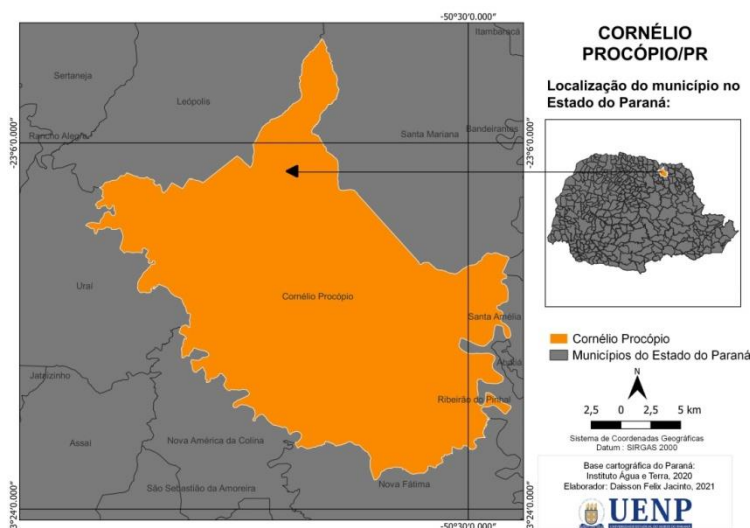 -50°30'0.000"
Itambaracá
Sertaneja
Leópolis
Rancho Alegre
Santa Mariana
Bandeirantes
-23°6'0.000"
-23°6'0.000"
Uraí
Cornélio Procópio
Santa Amélia
Abatiá
Jataizinho
Ribeirão do Pinhal
Assaí
Nova América da Colina
São Sebastião da Amoreira
Nova Fátima
3°24'0.000"
3°24'0.000"
-50°30'0.000"
CORNÉLIO
PROCÓPIO/PR
Localização do município no
Estado do Paraná:
Cornélio Procópio
Municípios do Estado do Paraná
N
2,5 0 2,5 5 km
Sistema de Coordenadas Geográficas
Datum : SIRGAS 2000
Base cartográfica do Paraná:
Instituto Água e Terra, 2020
Elaborador: Daisson Felix Jacinto, 2021
UENP